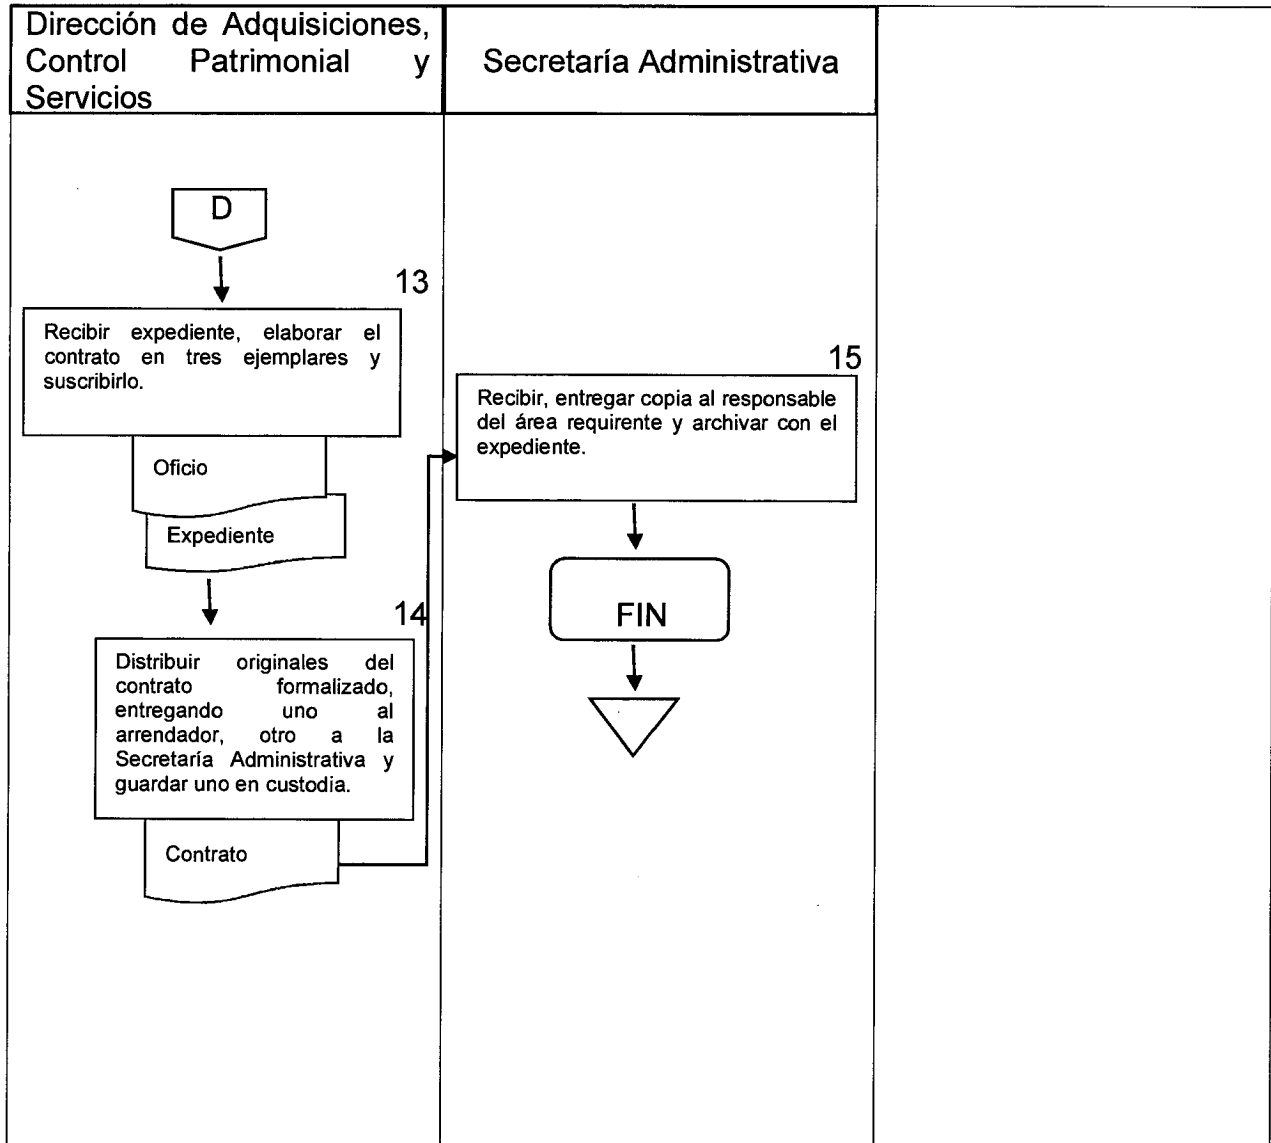 Dirección de Adquisiciones,
Control Patrimonial y
Servicios
Secretaría Administrativa
D
13
Recibir expediente, elaborar el
contrato en tres ejemplares y
suscribirlo.
Oficio
Expediente
14
Distribuir originales del
contrato formalizado,
entregando uno al
arrendador, otro a la
Secretaría Administrativa y
guardar uno en custodia.
Contrato
15
Recibir, entregar copia al responsable
del área requirente y archivar con el
expediente.
FIN